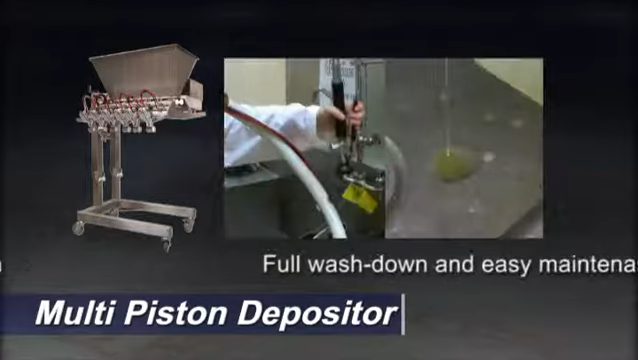 Full wash-down and easy maintena
Multi Piston Depositor